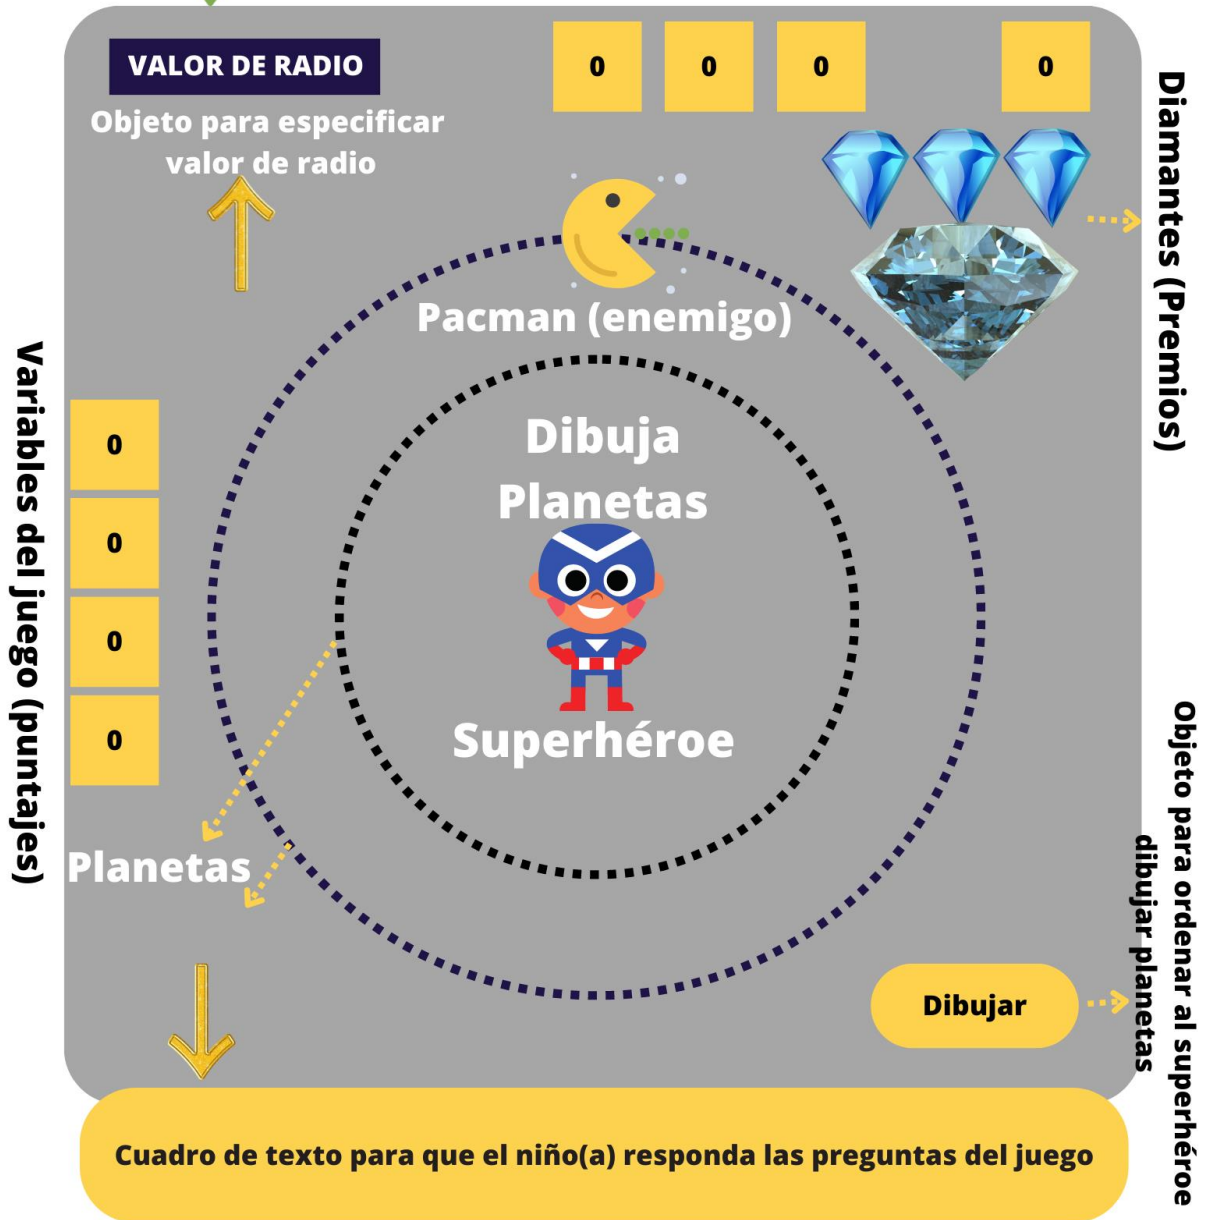 VALOR DE RADIO
Objeto para especificar
valor de radio
0
0
0
0
Diamantes (Premios)
Pacman (enemigo)
Dibuja
Planetas
Superhéroe
Variables del juego (puntajes)
0
0
0
0
Planetas
Dibujar
Objeto para ordenar al superhéroe
dibujar planetas
Cuadro de texto para que el niño(a) responda las preguntas del juego